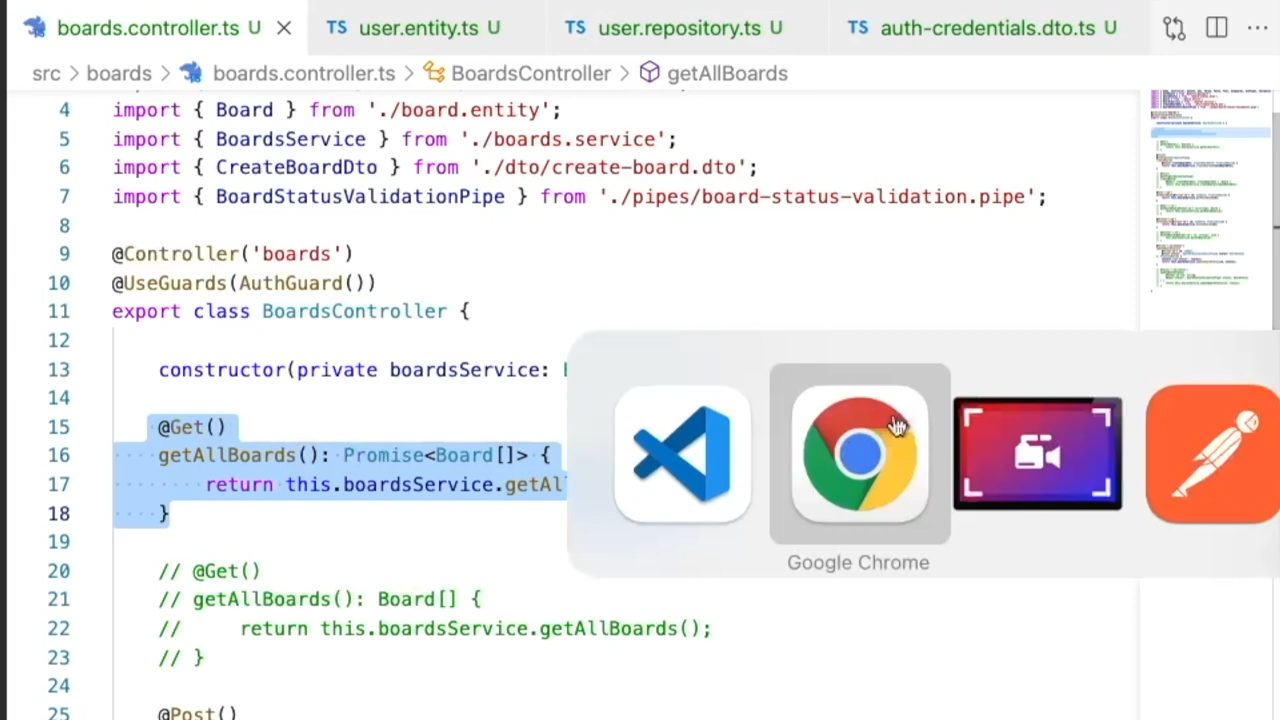 boards.controller.ts U
TS user.entity.ts U
TS user.repository.ts U
TS auth-credentials.dto.ts U
src > boards > boards.controller.ts > BoardsController > getAllBoards
4 import { Board } from './board.entity';
5 import { BoardsService } from './boards.service';
6 import { CreateBoardDto } from './dto/create-board.dto';
7 import { BoardStatusValidationPipe } from './pipes/board-status-validation.pipe';
8
9 @Controller('boards')
10 @UseGuards(AuthGuard())
11 export class BoardsController {
12
13 constructor(private boardsService:
14
15 @Get()
16 getAllBoards(): Promise<Board[]> {
17 return this.boardsService.getAl
18 }
19
20 // @Get()
21 // getAllBoards(): Board[] {
22 // return this.boardsService.getAllBoards();
23 // }
24
25 @Post()
Google Chrome